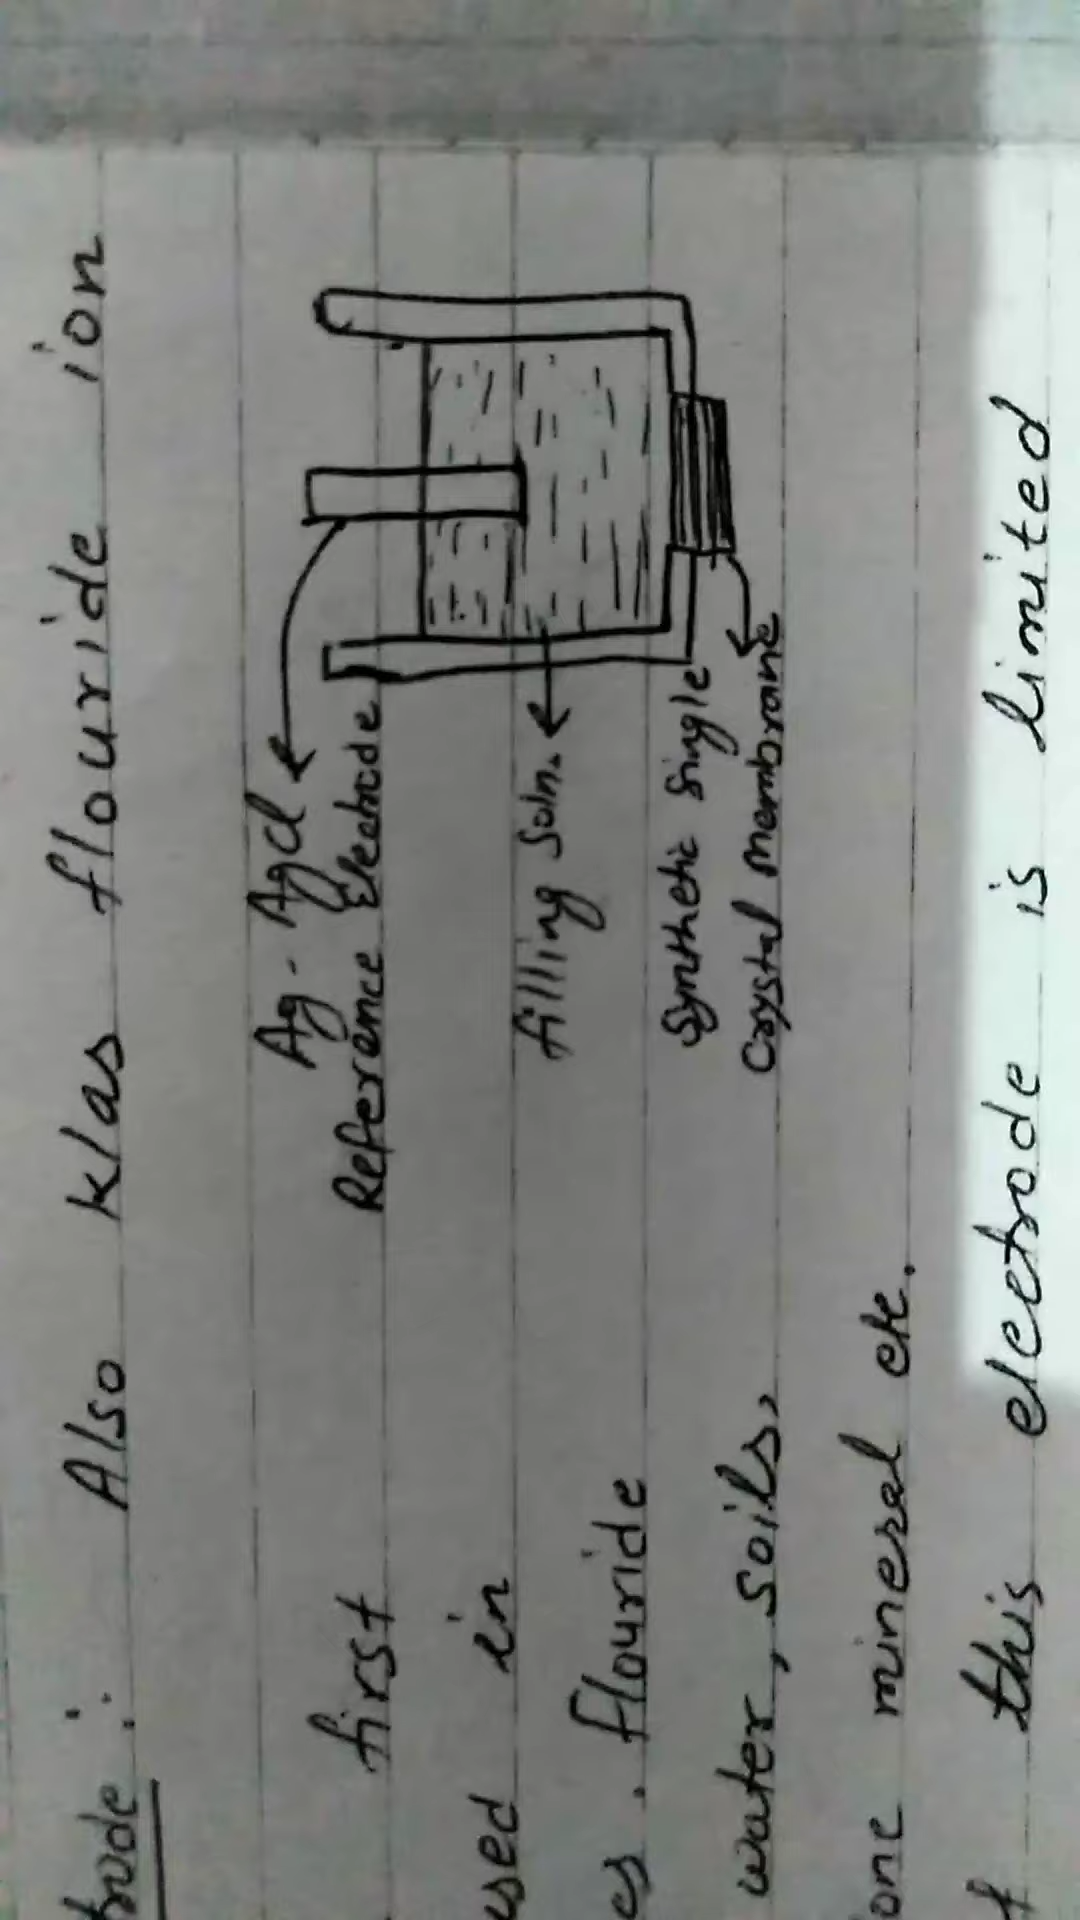 trode : Also klas flouride ion
first
Ag - Agcl
Reference Electrode
used in
filling soln.
es. flouride
Synthetic single
water, soils,
crystal membrane
one mineral etc.
f this electrode is limited